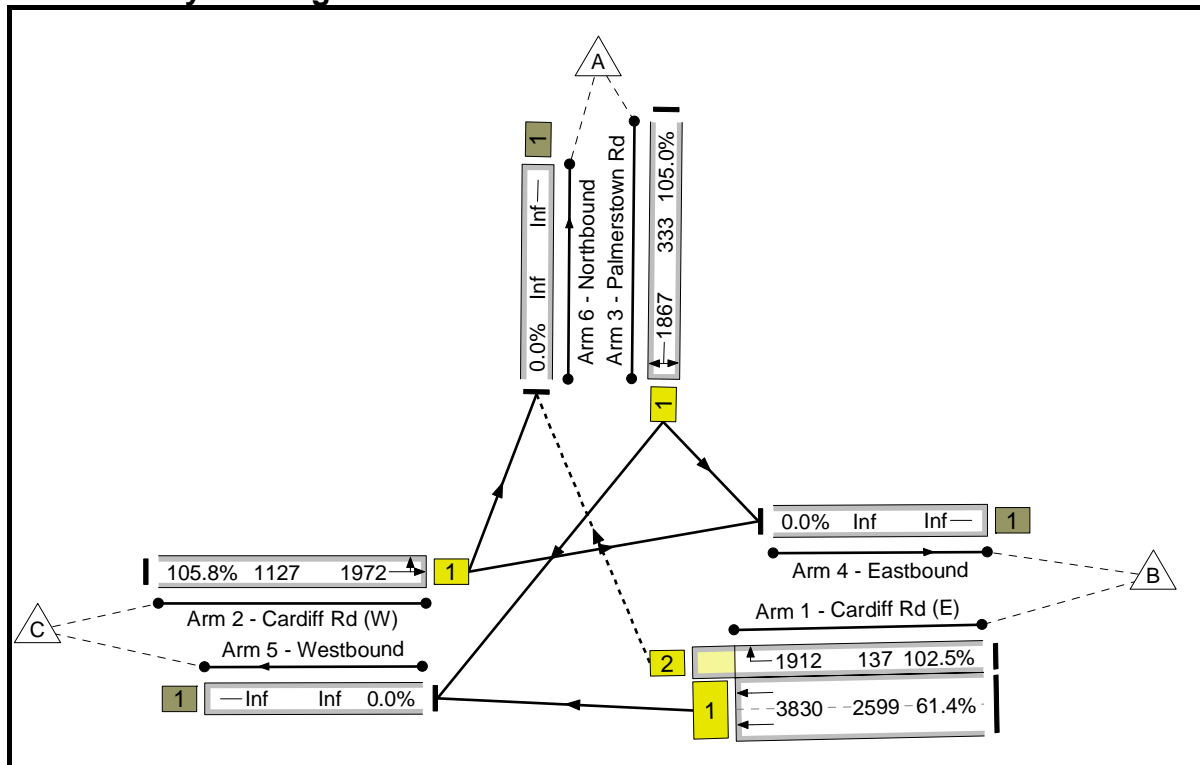 A
1
Inf
Inf
0.0%
Arm 6 - Northbound
Arm 3 - Palmerstown Rd
105.0%
333
1867
1
0.0% Inf Inf
1
Arm 4 - Eastbound
B
105.8% 1127 1972
1
Arm 2 - Cardiff Rd (W)
C
Arm 1 - Cardiff Rd (E)
Arm 5 - Westbound
2
1912 137 102.5%
1
Inf Inf 0.0%
1
3830 2599 61.4%